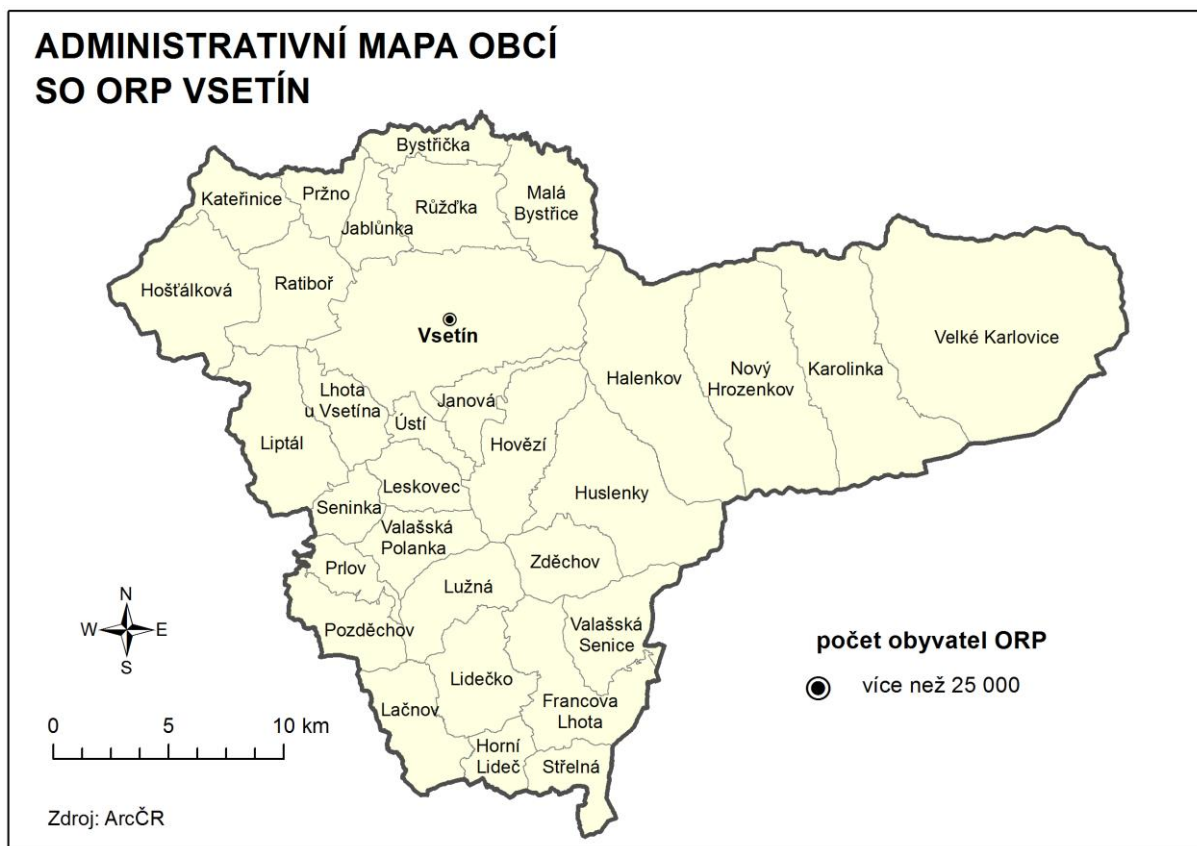 ADMINISTRATIVNÍ MAPA OBCÍ
SO ORP VSETÍN
Bystřička
Kateřinice
Pržno
Jablůnka
Růžďka
Malá
Bystřice
Hošťálková
Ratiboř
Vsetín
Velké Karlovice
Halenkov
Nový
Hrozenkov
Karolinka
Lhota
u Vsetína
Ústí
Janová
Hovězí
Liptál
Leskovec
Huslenky
Seninka
Valašská
Polanka
Zděchov
Prlov
Lužná
Pozděchov
Valašská
Senice
Lidečko
Lačnov
Francova
Lhota
Horní
Lideč
Střelná
N
W
E
S
0 5 10 km
počet obyvatel ORP
více než 25 000
Zdroj: ArcČR